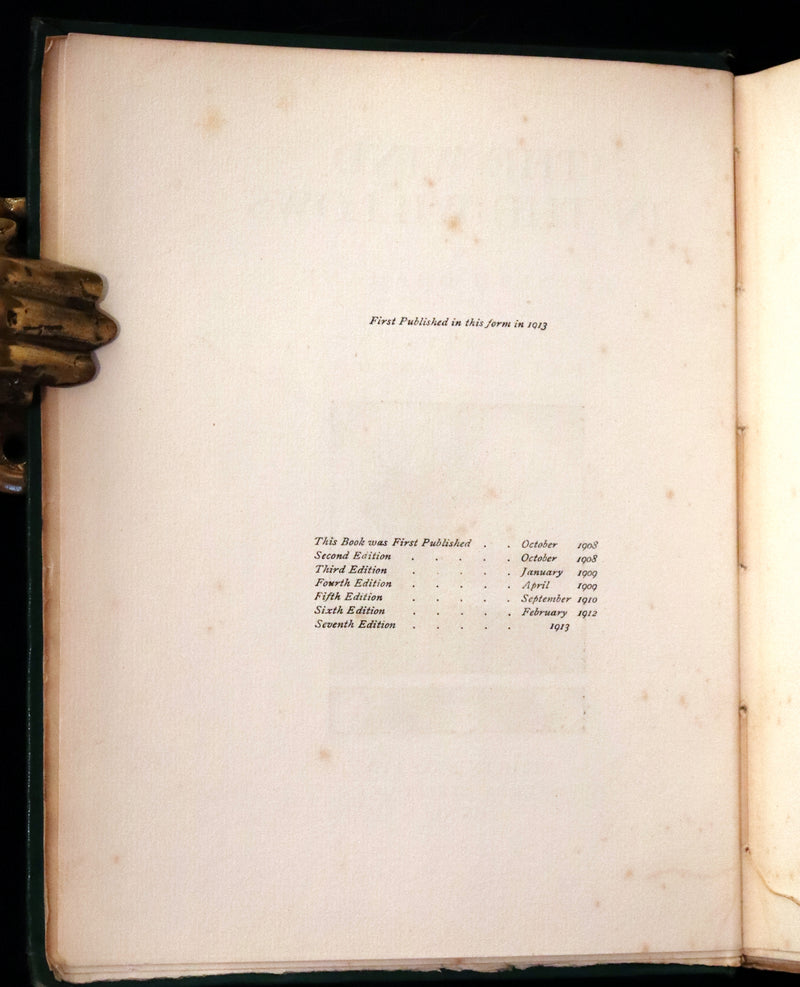 First Published in this form in 1913
This Book was First Published . . October 1908
Second Edition . . . . . October 1908
Third Edition . . . . . January 1909
Fourth Edition . . . . . April 1909
Fifth Edition . . . . . September 1910
Sixth Edition . . . . . February 1912
Seventh Edition . . . . . 1913